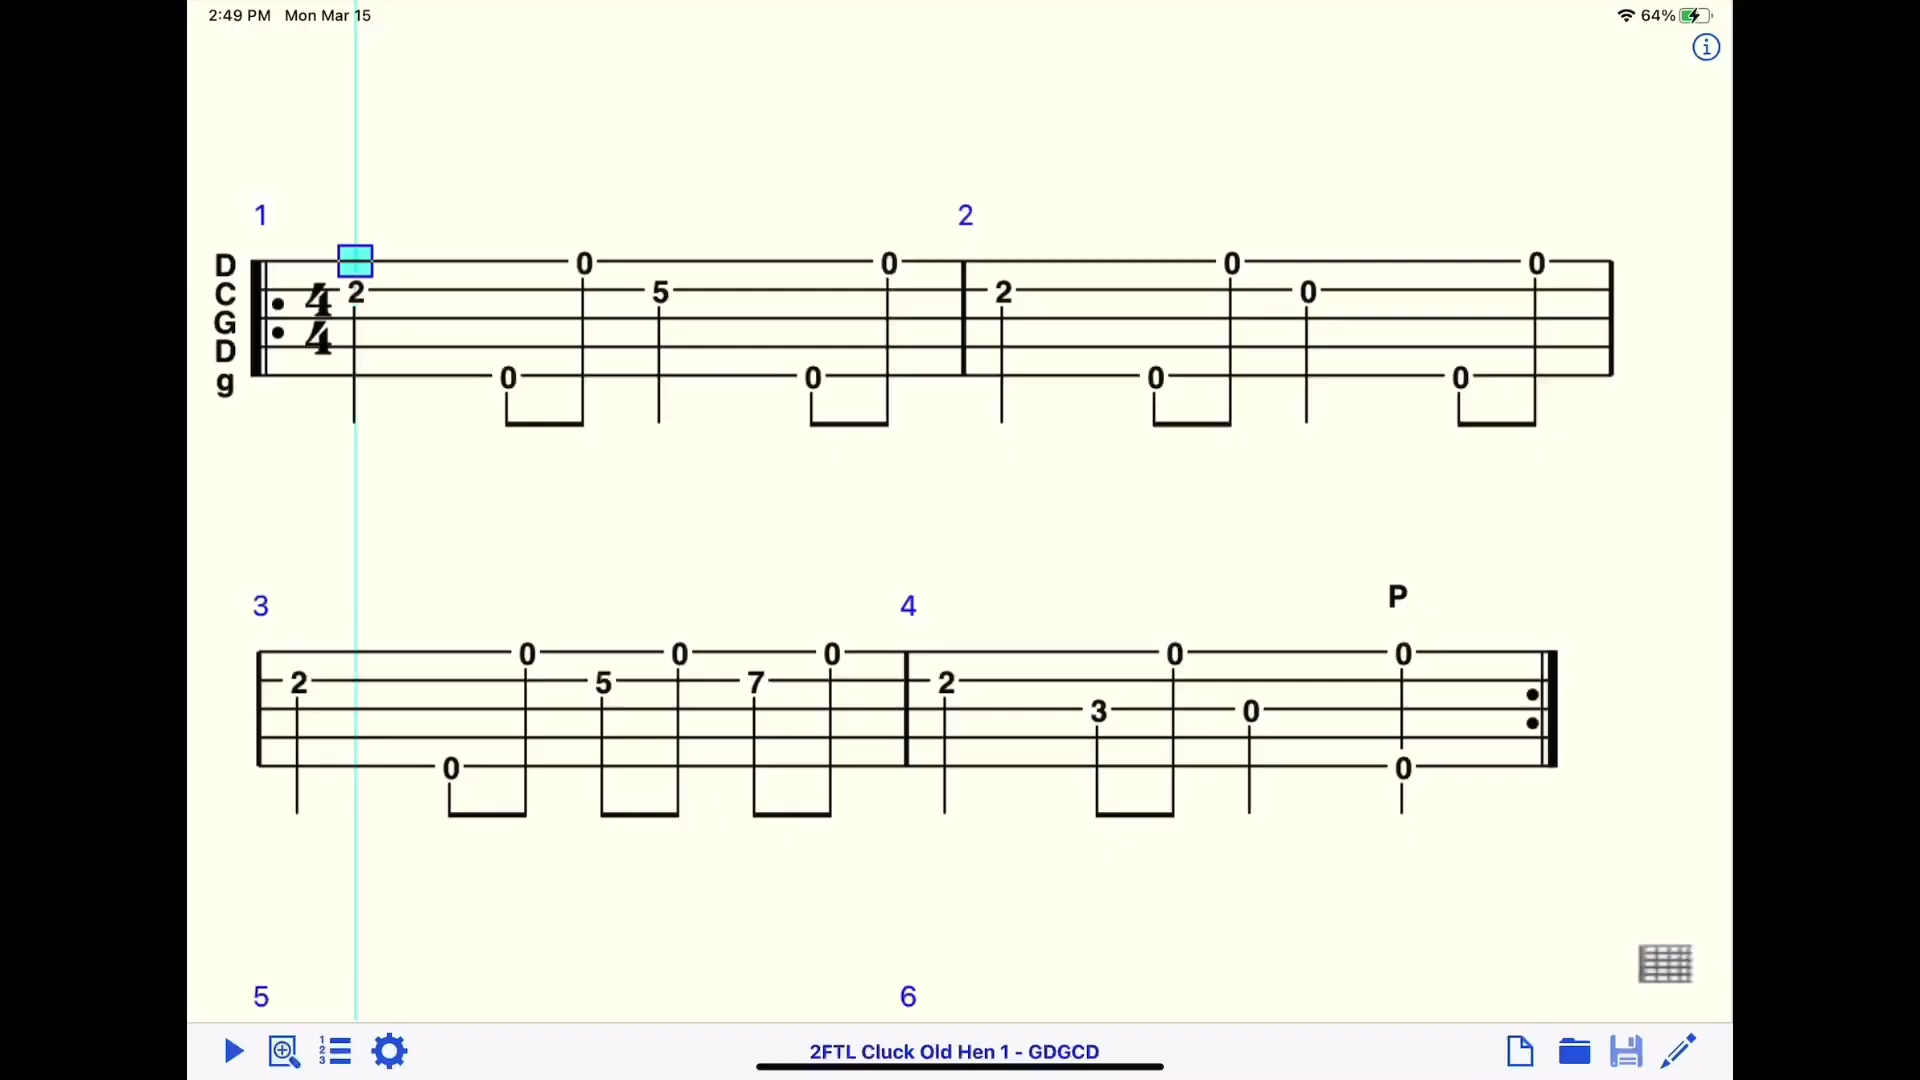 2:49 PM Mon Mar 15
64%
1 2
D 0 0 0 0
C 4 2 5 2 0
G
D 4
g 0 0 0 0
P
3 4
0 0 0 0 0
2 5 7 2
3 0
0 0
5 6
2FTL Cluck Old Hen 1 - GDGCD